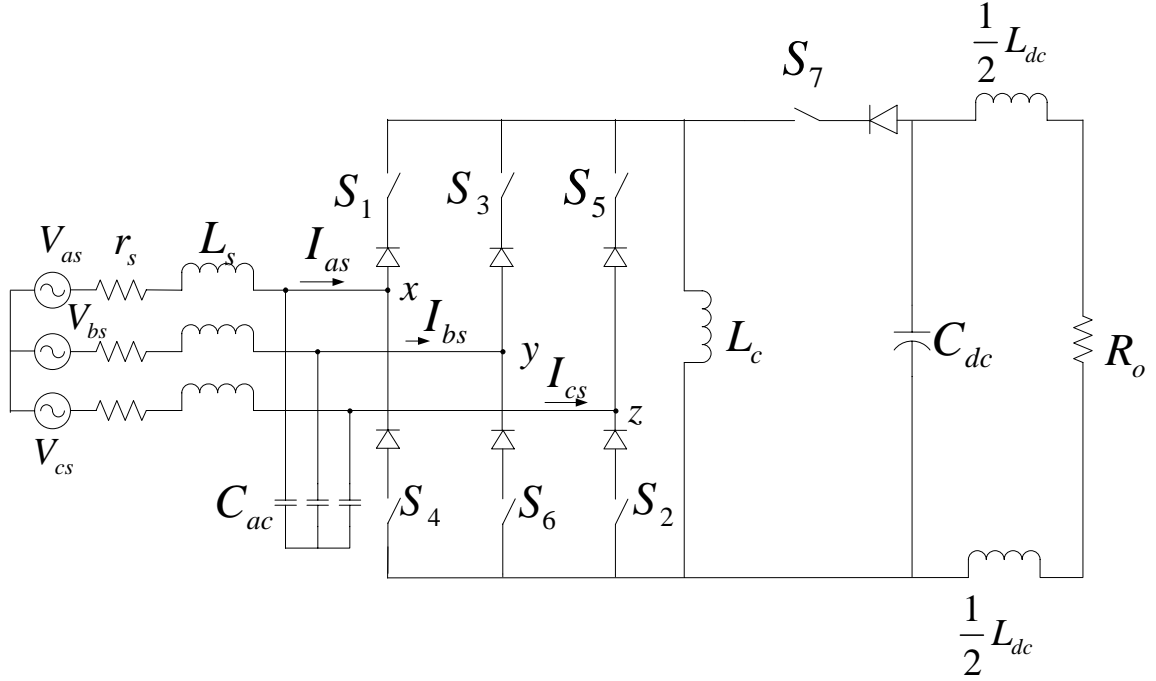 1/2 L_dc
S_7
S_1
S_3
S_5
V_as
r_s
L_s
I_as
x
V_bs
I_bs
y
L_c
C_dc
R_o
I_cs
z
V_cs
C_ac
S_4
S_6
S_2
1/2 L_dc